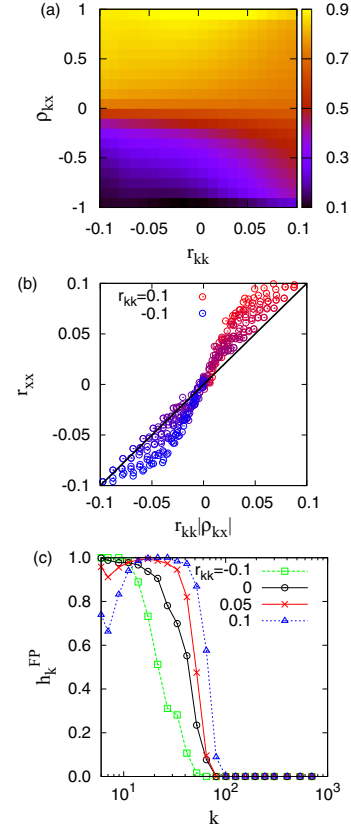 (a)
ρkx
1
0.5
0
-0.5
-1
0.9
0.7
0.5
0.3
0.1
-0.1 -0.05 0 0.05 0.1
rkk
(b)
rxx
0.1
0.05
0
-0.05
-0.1
rkk=0.1
-0.1
-0.1 -0.05 0 0.05 0.1
rkk|ρkx|
(c)
hkFP
1.0
0.8
0.6
0.4
0.2
0.0
rkk=-0.1
0
0.05
0.1
10^1 10^2 10^3
k